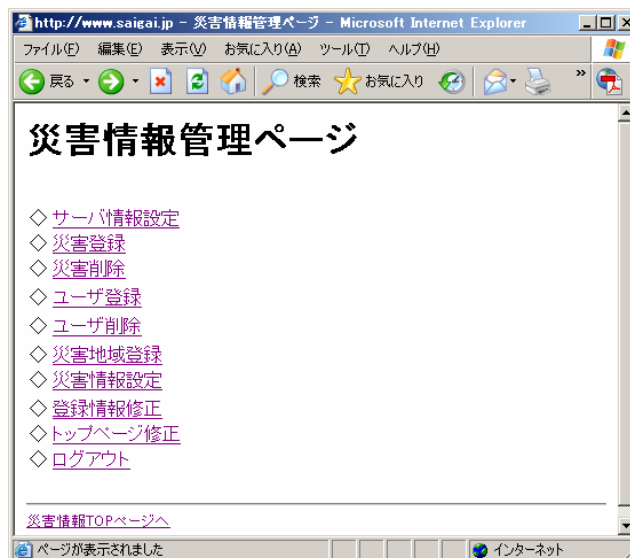 http://www.saigai.jp - 災害情報管理ページ - Microsoft Internet Explorer
ファイル(F) 編集(E) 表示(V) お気に入り(A) ツール(T) ヘルプ(H)
戻る 検索 お気に入り »
災害情報管理ページ
◇ サーバ情報設定
◇ 災害登録
◇ 災害削除
◇ ユーザ登録
◇ ユーザ削除
◇ 災害地域登録
◇ 災害情報設定
◇ 登録情報修正
◇ トップページ修正
◇ ログアウト
災害情報TOPページへ
ページが表示されました インターネット